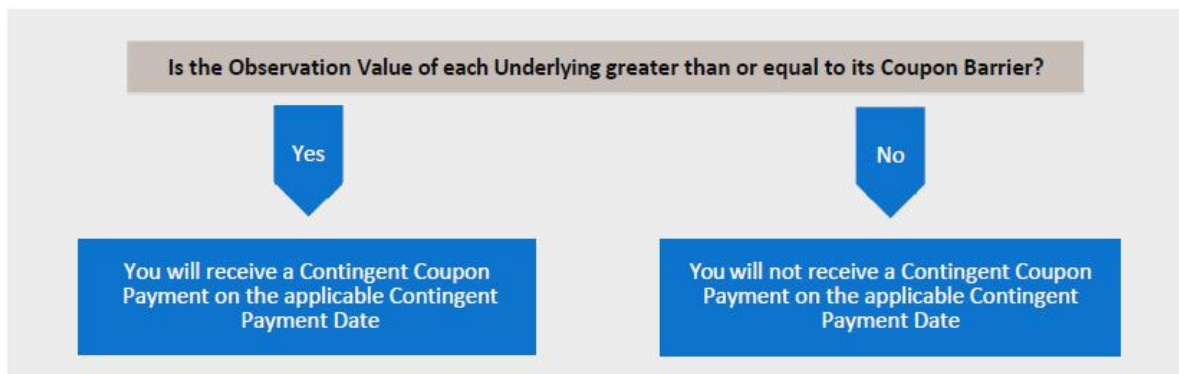 Is the Observation Value of each Underlying greater than or equal to its Coupon Barrier?
Yes
No
You will receive a Contingent Coupon
Payment on the applicable Contingent
Payment Date
You will not receive a Contingent Coupon
Payment on the applicable Contingent
Payment Date